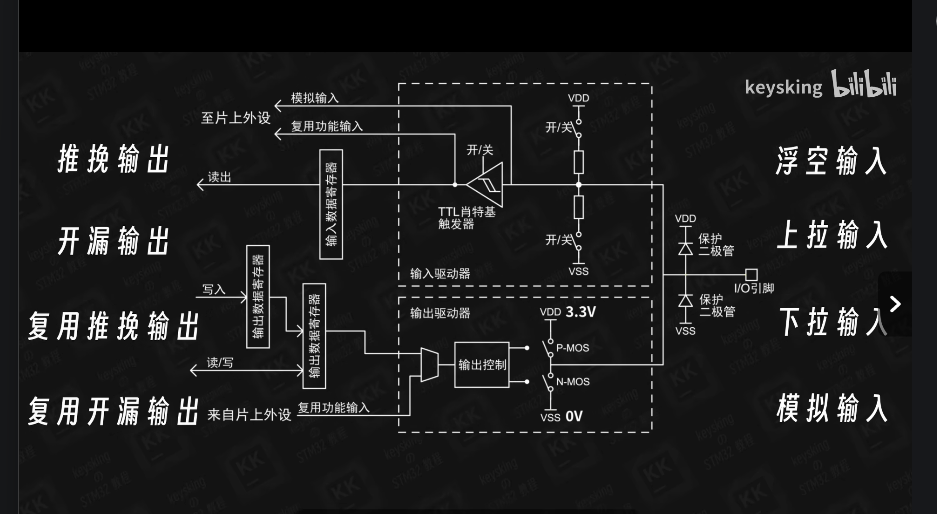 keysking bilibili
模拟输入
至片上外设
复用功能输入
VDD
开/关
开/关
推挽输出
读出
输入数据寄存器
TTL肖特基
触发器
浮空输入
开漏输出
开/关
VSS
输入驱动器
VDD
保护
二极管
上拉输入
I/O引脚
保护
二极管
VSS
写入
输出数据寄存器
输出数据寄存器
复用推挽输出
读/写
输出驱动器
VDD 3.3V
P-MOS
输出控制
N-MOS
VSS 0V
下拉输入
复用开漏输出
来自片上外设
复用功能输入
模拟输入